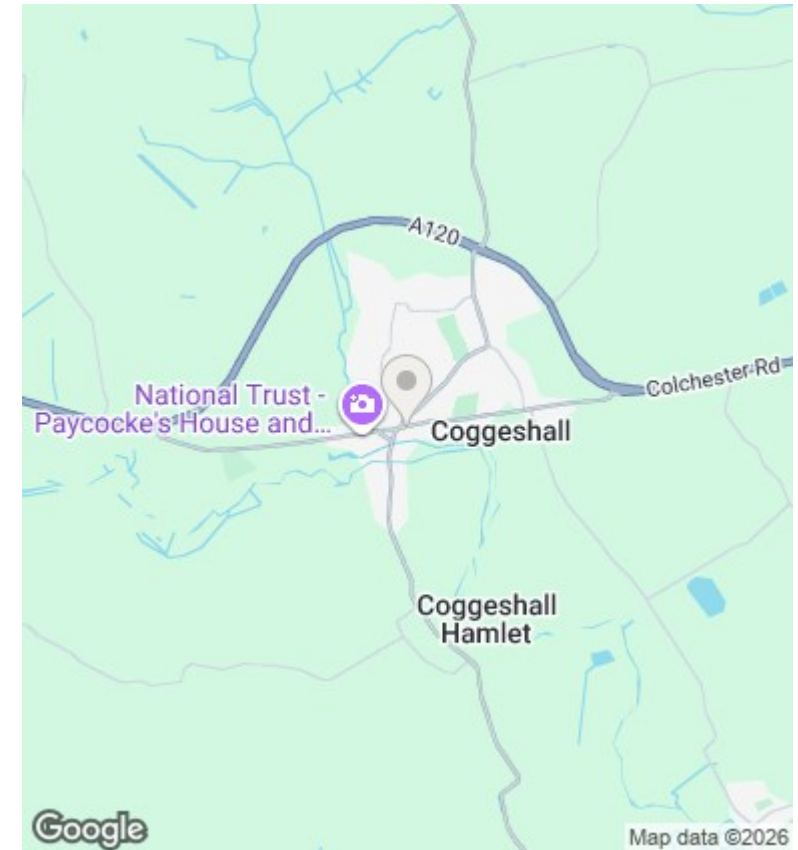 A120
Colchester Rd
National Trust -
Paycocke's House and...
Coggeshall
Coggeshall
Hamlet
Google
Map data ©2026